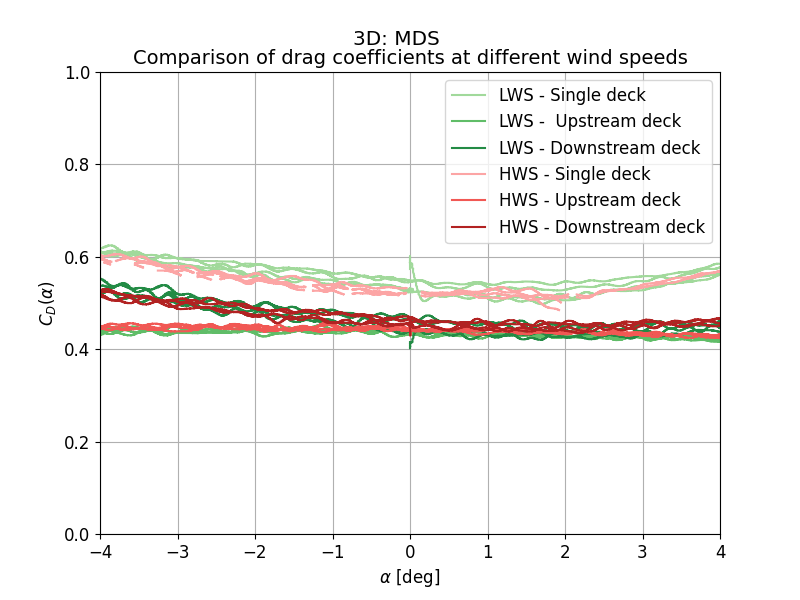 3D: MDS
Comparison of drag coefficients at different wind speeds
1.0
0.8
0.6
0.4
0.2
0.0
C_D(α)
LWS - Single deck
LWS -  Upstream deck
LWS - Downstream deck
HWS - Single deck
HWS - Upstream deck
HWS - Downstream deck
−4 −3 −2 −1 0 1 2 3 4
α [deg]